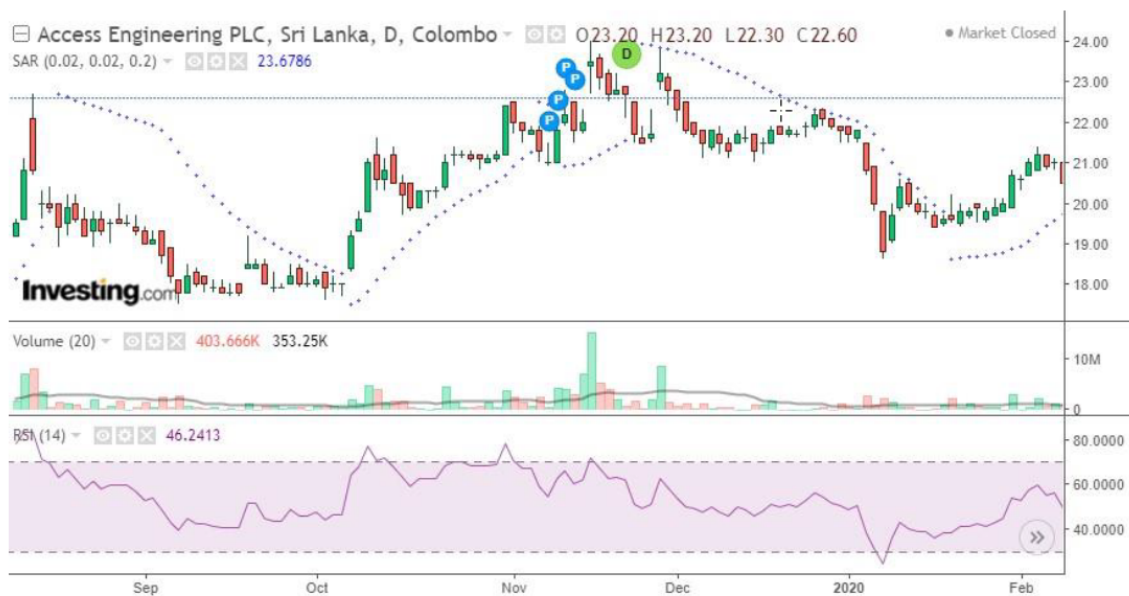 Access Engineering PLC, Sri Lanka, D, Colombo O23.20 H23.20 L22.30 C22.60
Market Closed
SAR (0.02, 0.02, 0.2) 23.6786
24.00
D
P
P
23.00
P
P
22.00
21.00
20.00
19.00
Investing.com
18.00
Volume (20) 403.666K 353.25K
10M
0
RSI (14) 46.2413
80.0000
60.0000
40.0000
Sep Oct Nov Dec 2020 Feb